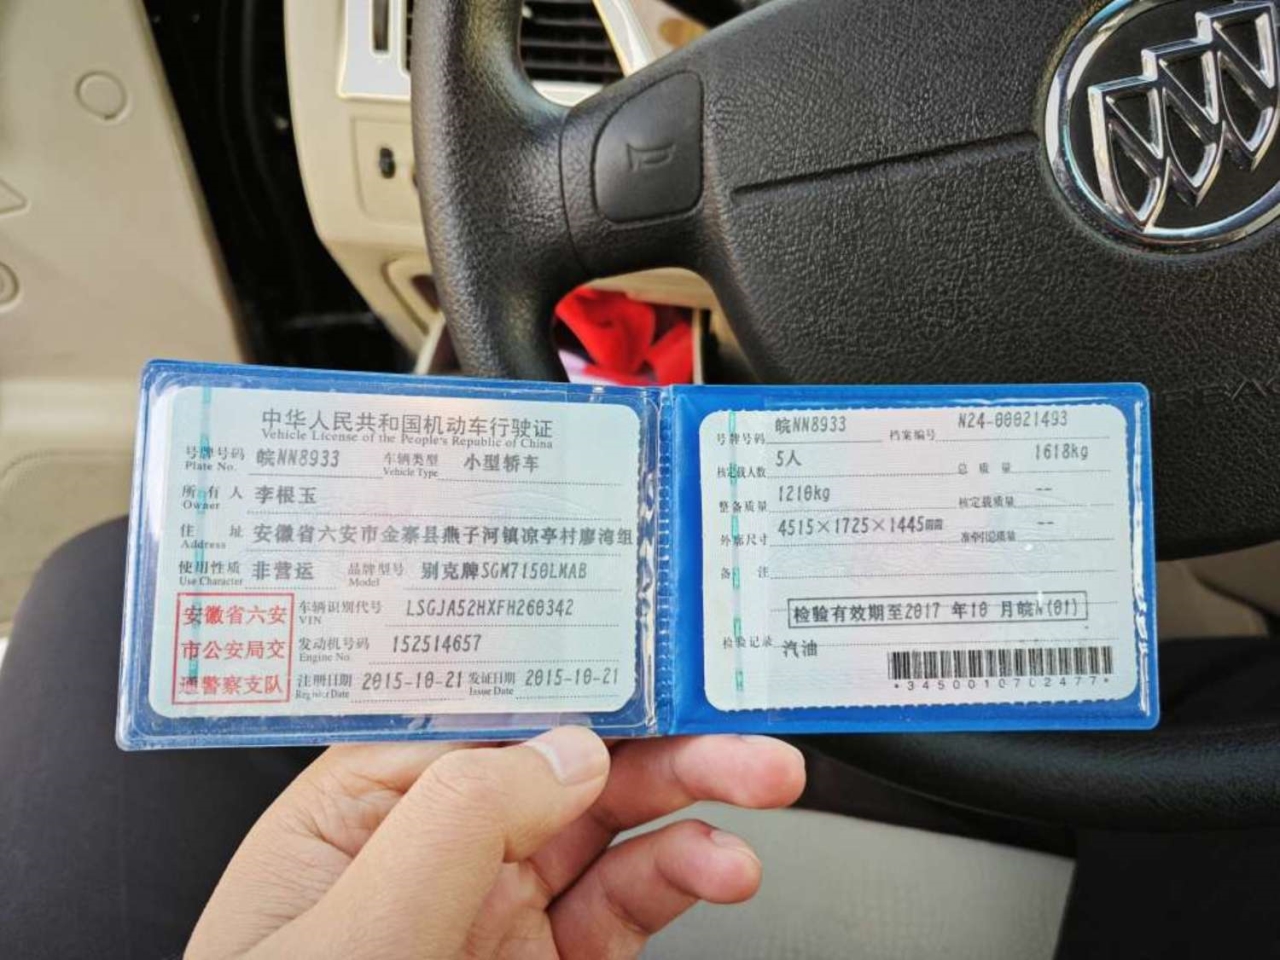 中华人民共和国机动车行驶证
Vehicle License of the People's Republic of China
号牌号码 皖NN8933 车辆类型 小型轿车
Plate No. Vehicle Type
所有人 李根玉
Owner
住址 安徽省六安市金寨县燕子河镇凉亭村廖湾组
Address
使用性质 非营运 品牌型号 别克牌SGM7150LMAB
Use Character Model
安徽省六安
市公安局交
通警察支队
车辆识别代号 LSGJA52HXFH260342
VIN
发动机号码 152514657
Engine No.
注册日期 2015-10-21 发证日期 2015-10-21
Register Date Issue Date
号牌号码 皖NN8933 档案编号 N24-00021493
核定载人数 5人 总质量 1618kg
整备质量 1210kg 核定载质量 --
外廓尺寸 4515×1725×1445mm 准牵引总质量 --
备注
检验有效期至2017 年10 月皖N(01)
检验记录 汽油
*3450010702477*